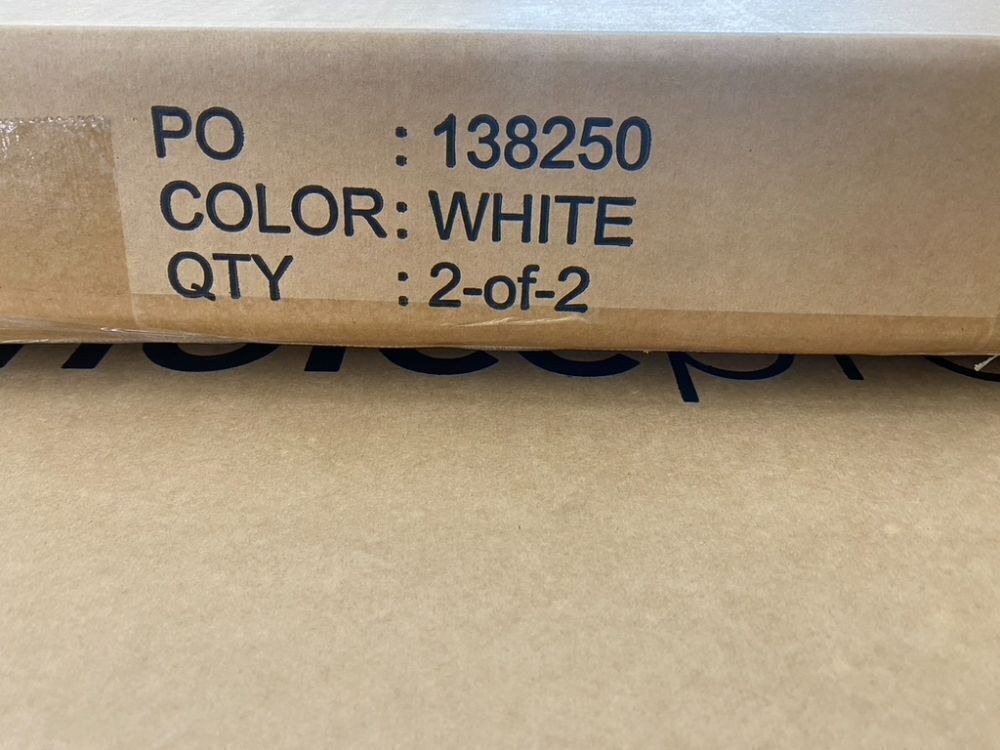 PO : 138250
COLOR: WHITE
QTY : 2-of-2